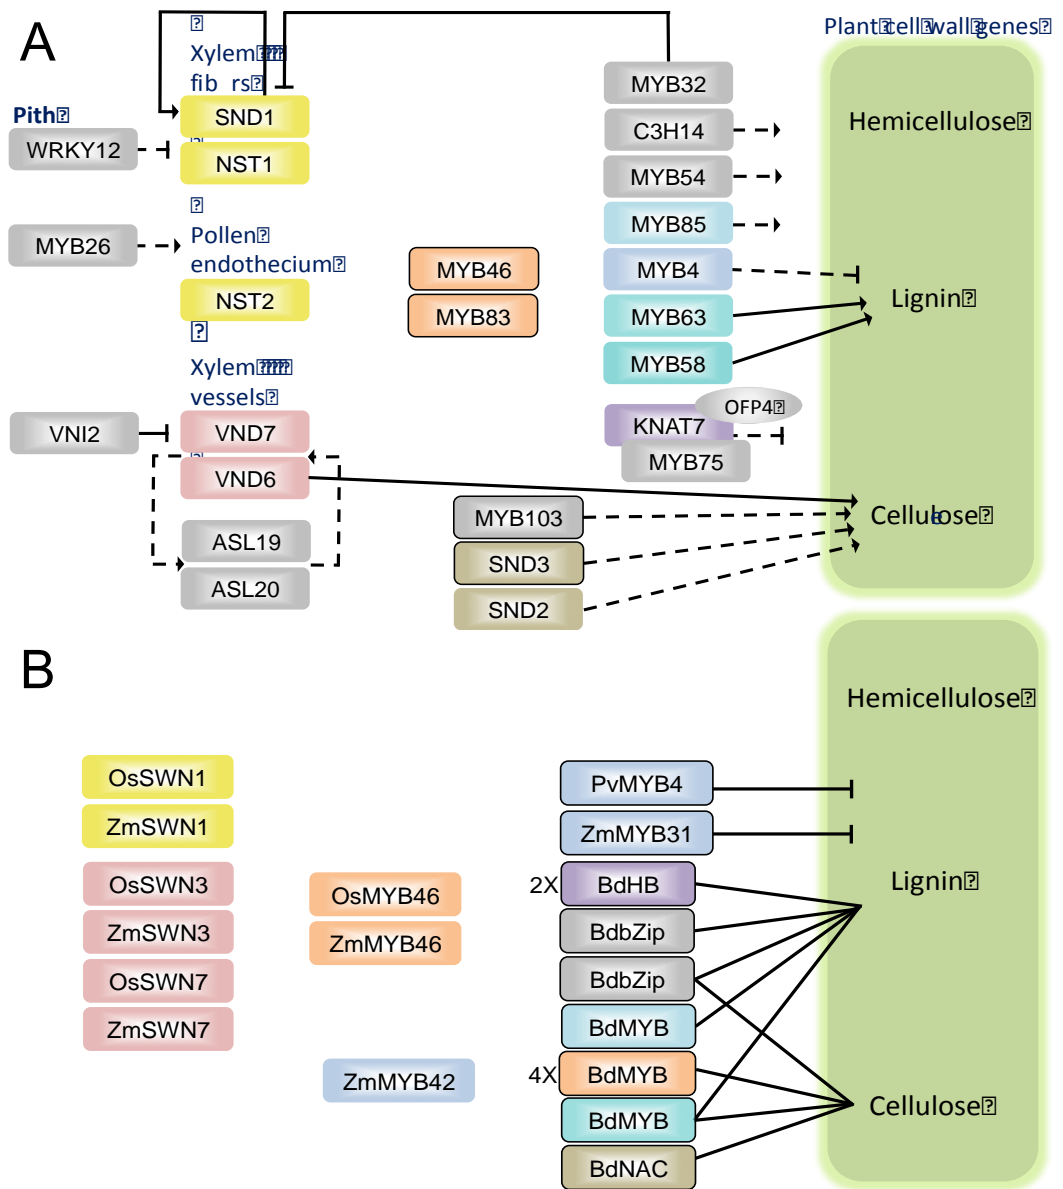 A
Plant cell wall genes
Xylem
fib rs
Pith
SND1
WRKY12
NST1
MYB26
Pollen
endothecium
NST2
Xylem
vessels
VNI2
VND7
VND6
ASL19
ASL20
MYB46
MYB83
MYB32
C3H14
MYB54
MYB85
MYB4
MYB63
MYB58
OFP4
KNAT7
MYB75
MYB103
SND3
SND2
Hemicellulose
Lignin
Cellulose
B
OsSWN1
ZmSWN1
OsSWN3
ZmSWN3
OsSWN7
ZmSWN7
OsMYB46
ZmMYB46
ZmMYB42
PvMYB4
ZmMYB31
2X BdHB
BdbZip
BdbZip
BdMYB
4X BdMYB
BdMYB
BdNAC
Hemicellulose
Lignin
Cellulose